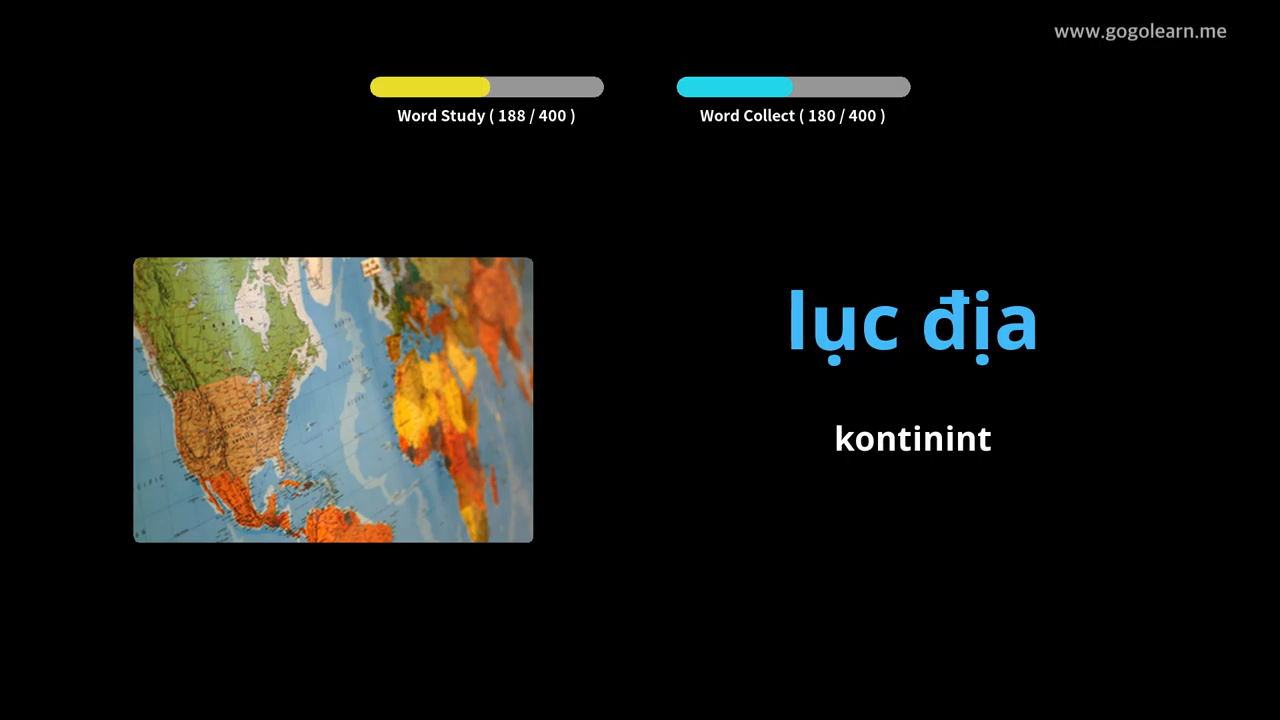 www.gogolearn.me
Word Study ( 188 / 400 )
Word Collect ( 180 / 400 )
lục địa
kontinint